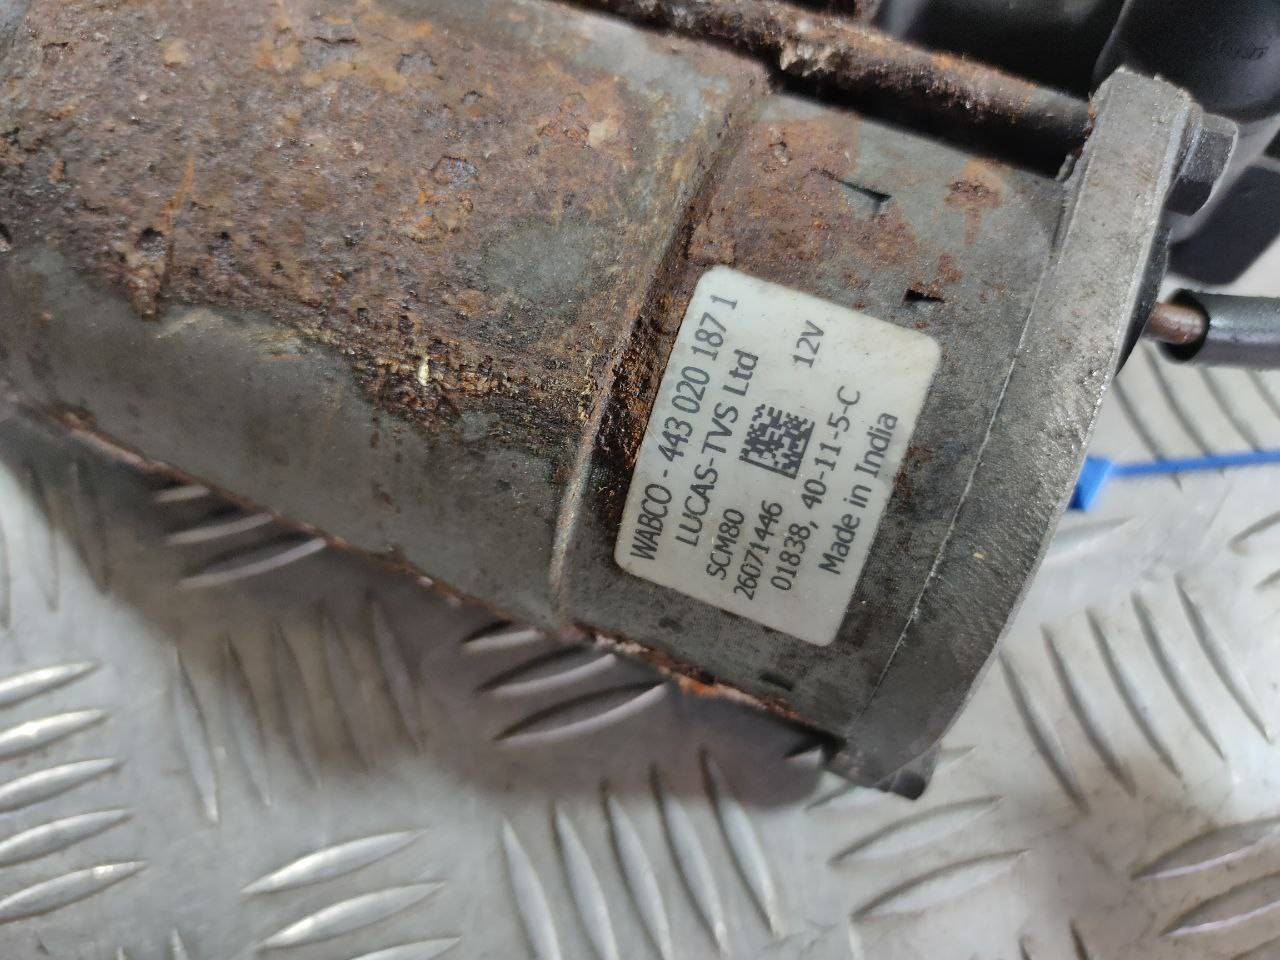 WABCO - 443 020 187 1
LUCAS-TVS Ltd
SCM80 12V
26071446
01838, 40-11-5-C
Made in India